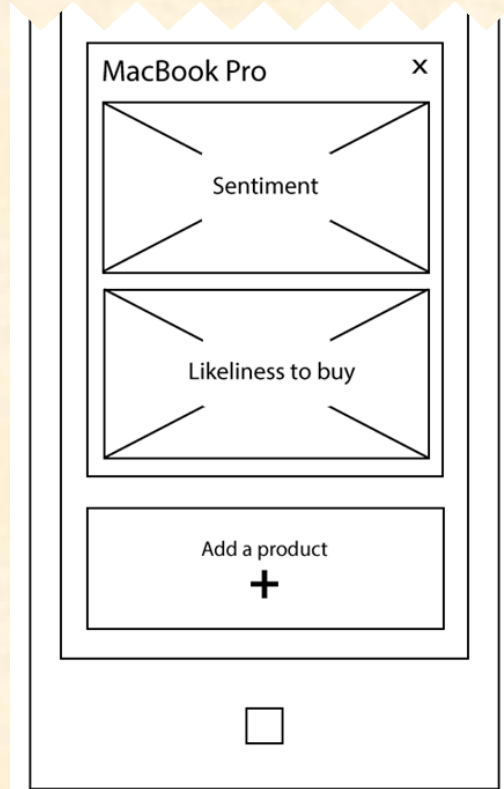 MacBook Pro x
Sentiment
Likeliness to buy
Add a product
+